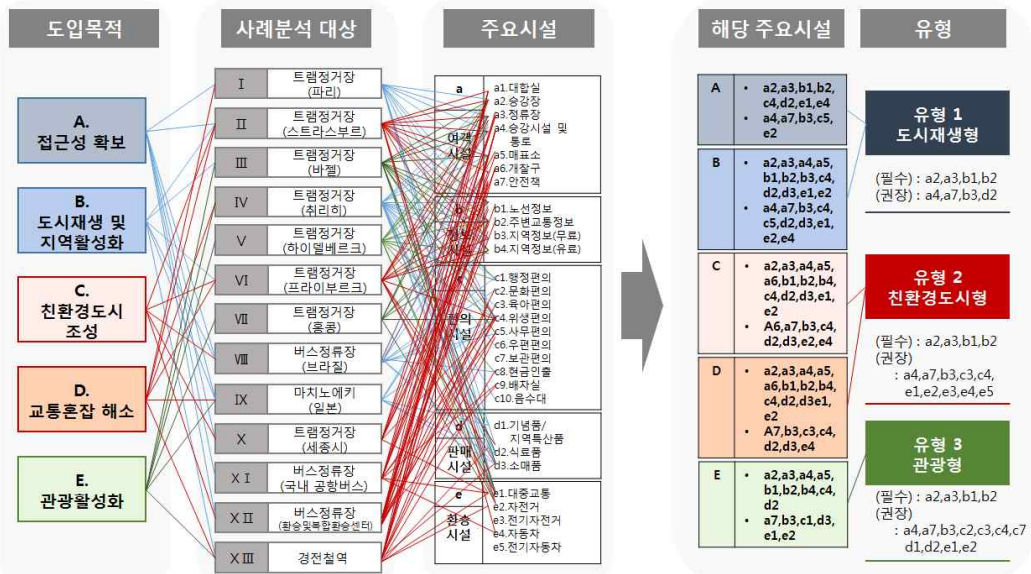 도입목적
사례분석 대상
주요시설
해당 주요시설
유형
A.
접근성 확보
B.
도시재생 및
지역활성화
C.
친환경도시
조성
D.
교통혼잡 해소
E.
관광활성화
Ⅰ
트램정거장
(파리)
Ⅱ
트램정거장
(스트라스부르)
Ⅲ
트램정거장
(바젤)
Ⅳ
트램정거장
(취리히)
Ⅴ
트램정거장
(하이델베르크)
Ⅵ
트램정거장
(프라이부르크)
Ⅶ
트램정거장
(홍콩)
Ⅷ
버스정류장
(브라질)
Ⅸ
마치노에키
(일본)
Ⅹ
트램정거장
(세종시)
ⅩⅠ
버스정류장
(국내 공항버스)
ⅩⅡ
버스정류장
(환승및복합환승센터)
ⅩⅢ
경전철역
a
여객
시설
a1.대합실
a2.승강장
a3.정류장
a4.승강시설 및
통로
a5.매표소
a6.개찰구
a7.안전책
b
시설
b1.노선정보
b2.주변교통정보
b3.지역정보(무료)
b4.지역정보(유료)
c
편의
시설
c1.행정편의
c2.문화편의
c3.육아편의
c4.위생편의
c5.사무편의
c6.우편편의
c7.보관편의
c8.현금인출
c9.배차실
c10.음수대
d
판매
시설
d1.기념품/
지역특산품
d2.식료품
d3.소매품
e
환승
시설
e1.대중교통
e2.자전거
e3.전기자전거
e4.자동차
e5.전기자동차
A
• a2,a3,b1,b2,
c4,d2,e1,e4
• a4,a7,b3,c5,
e2
B
• a2,a3,a4,a5,
b1,b2,b3,c4,
d2,d3,e1,e2
• a4,a7,b3,c4,
c5,d2,d3,e1,
e2,e4
C
• a2,a3,a4,a5,
a6,b1,b2,b4,
c4,d2,d3,e1,
e2
• A6,a7,b3,c4,
d2,d3,e2,e4
D
• a2,a3,a4,a5,
a6,b1,b2,b4,
c4,d2,d3e1,
e2
• A7,b3,c3,c4,
d2,d3,e4
E
• a2,a3,a4,a5,
b1,b2,b4,c4,
d2
• a7,b3,c1,d3,
e1,e2
유형 1
도시재생형
(필수) : a2,a3,b1,b2
(권장) : a4,a7,b3,d2
유형 2
친환경도시형
(필수) : a2,a3,b1,b2
(권장)
: a4,a7,b3,c3,c4,
e1,e2,e3,e4,e5
유형 3
관광형
(필수) : a2,a3,b1,b2
(권장)
: a4,a7,b3,c2,c3,c4,c7
d1,d2,e1,e2